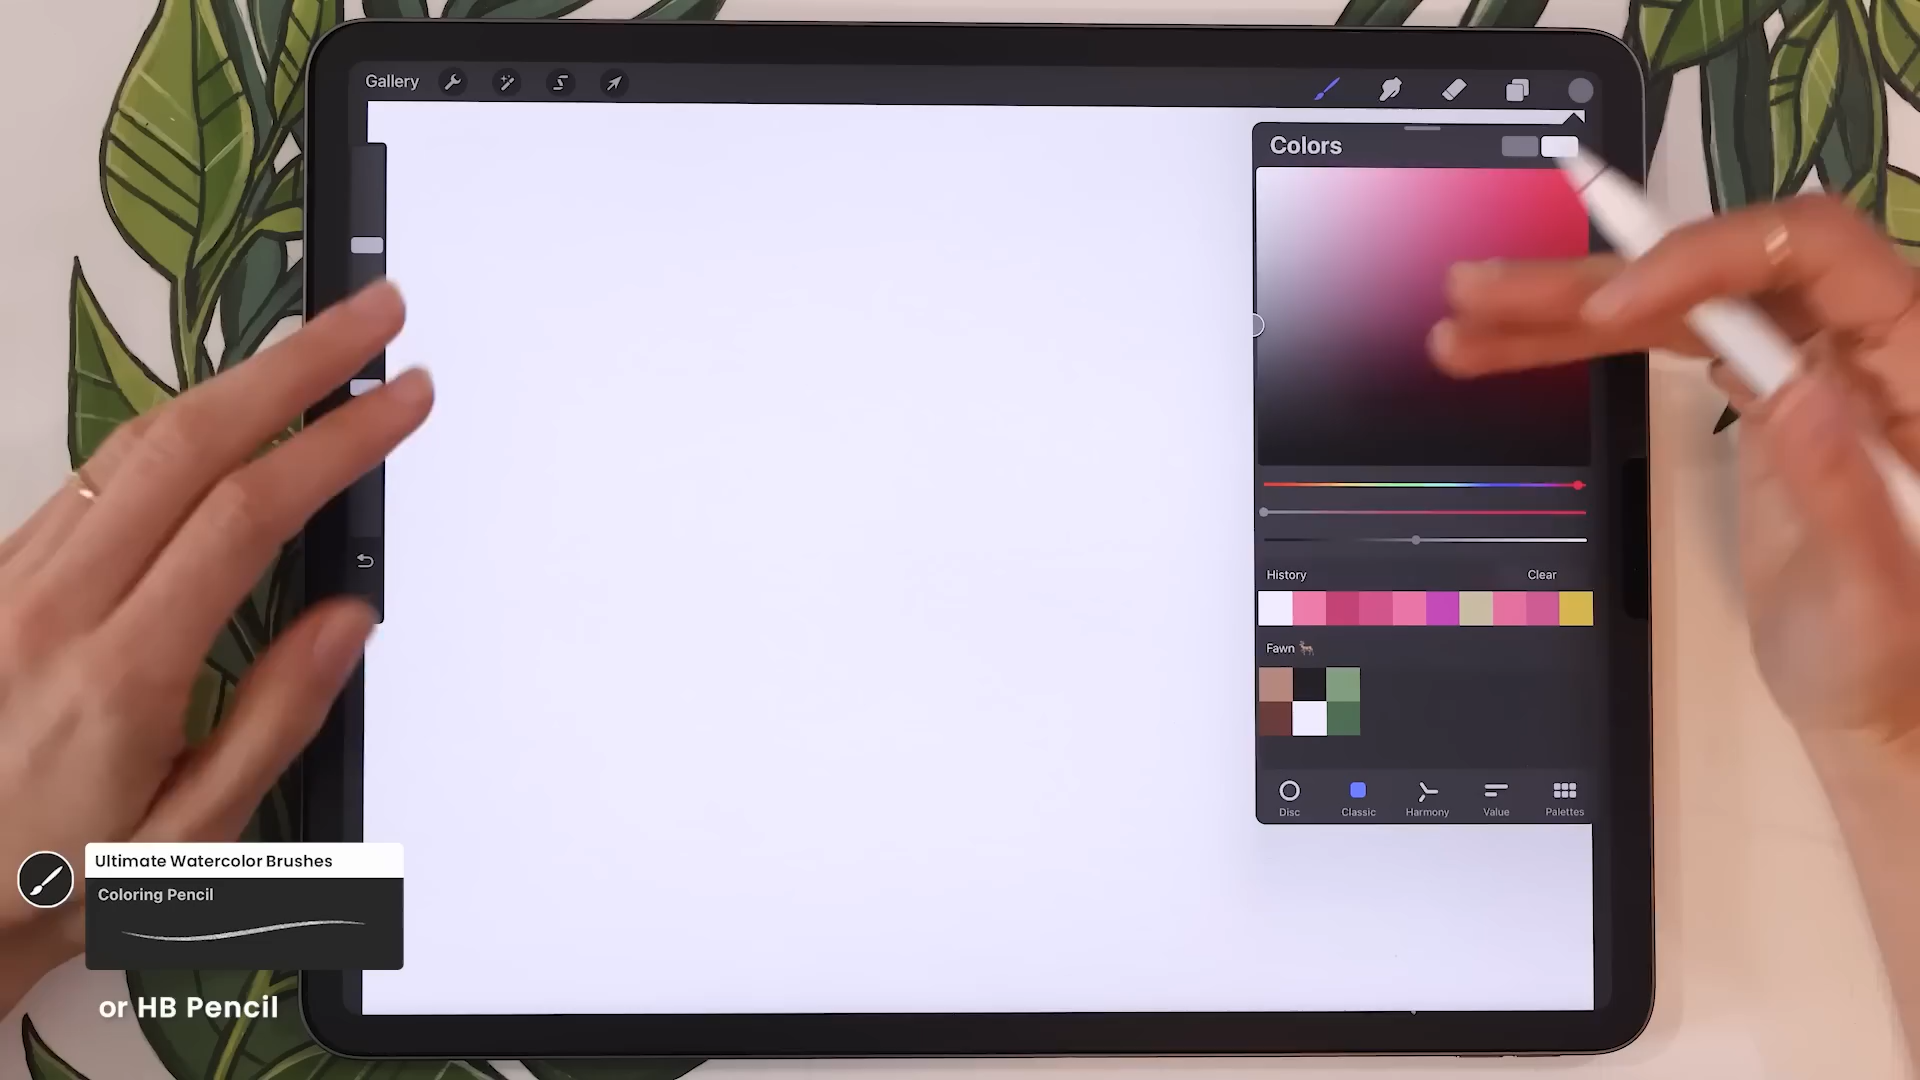 Gallery
Colors
History
Clear
Fawn 🦌
Disc
Classic
Harmony
Value
Palettes
Ultimate Watercolor Brushes
Coloring Pencil
or HB Pencil